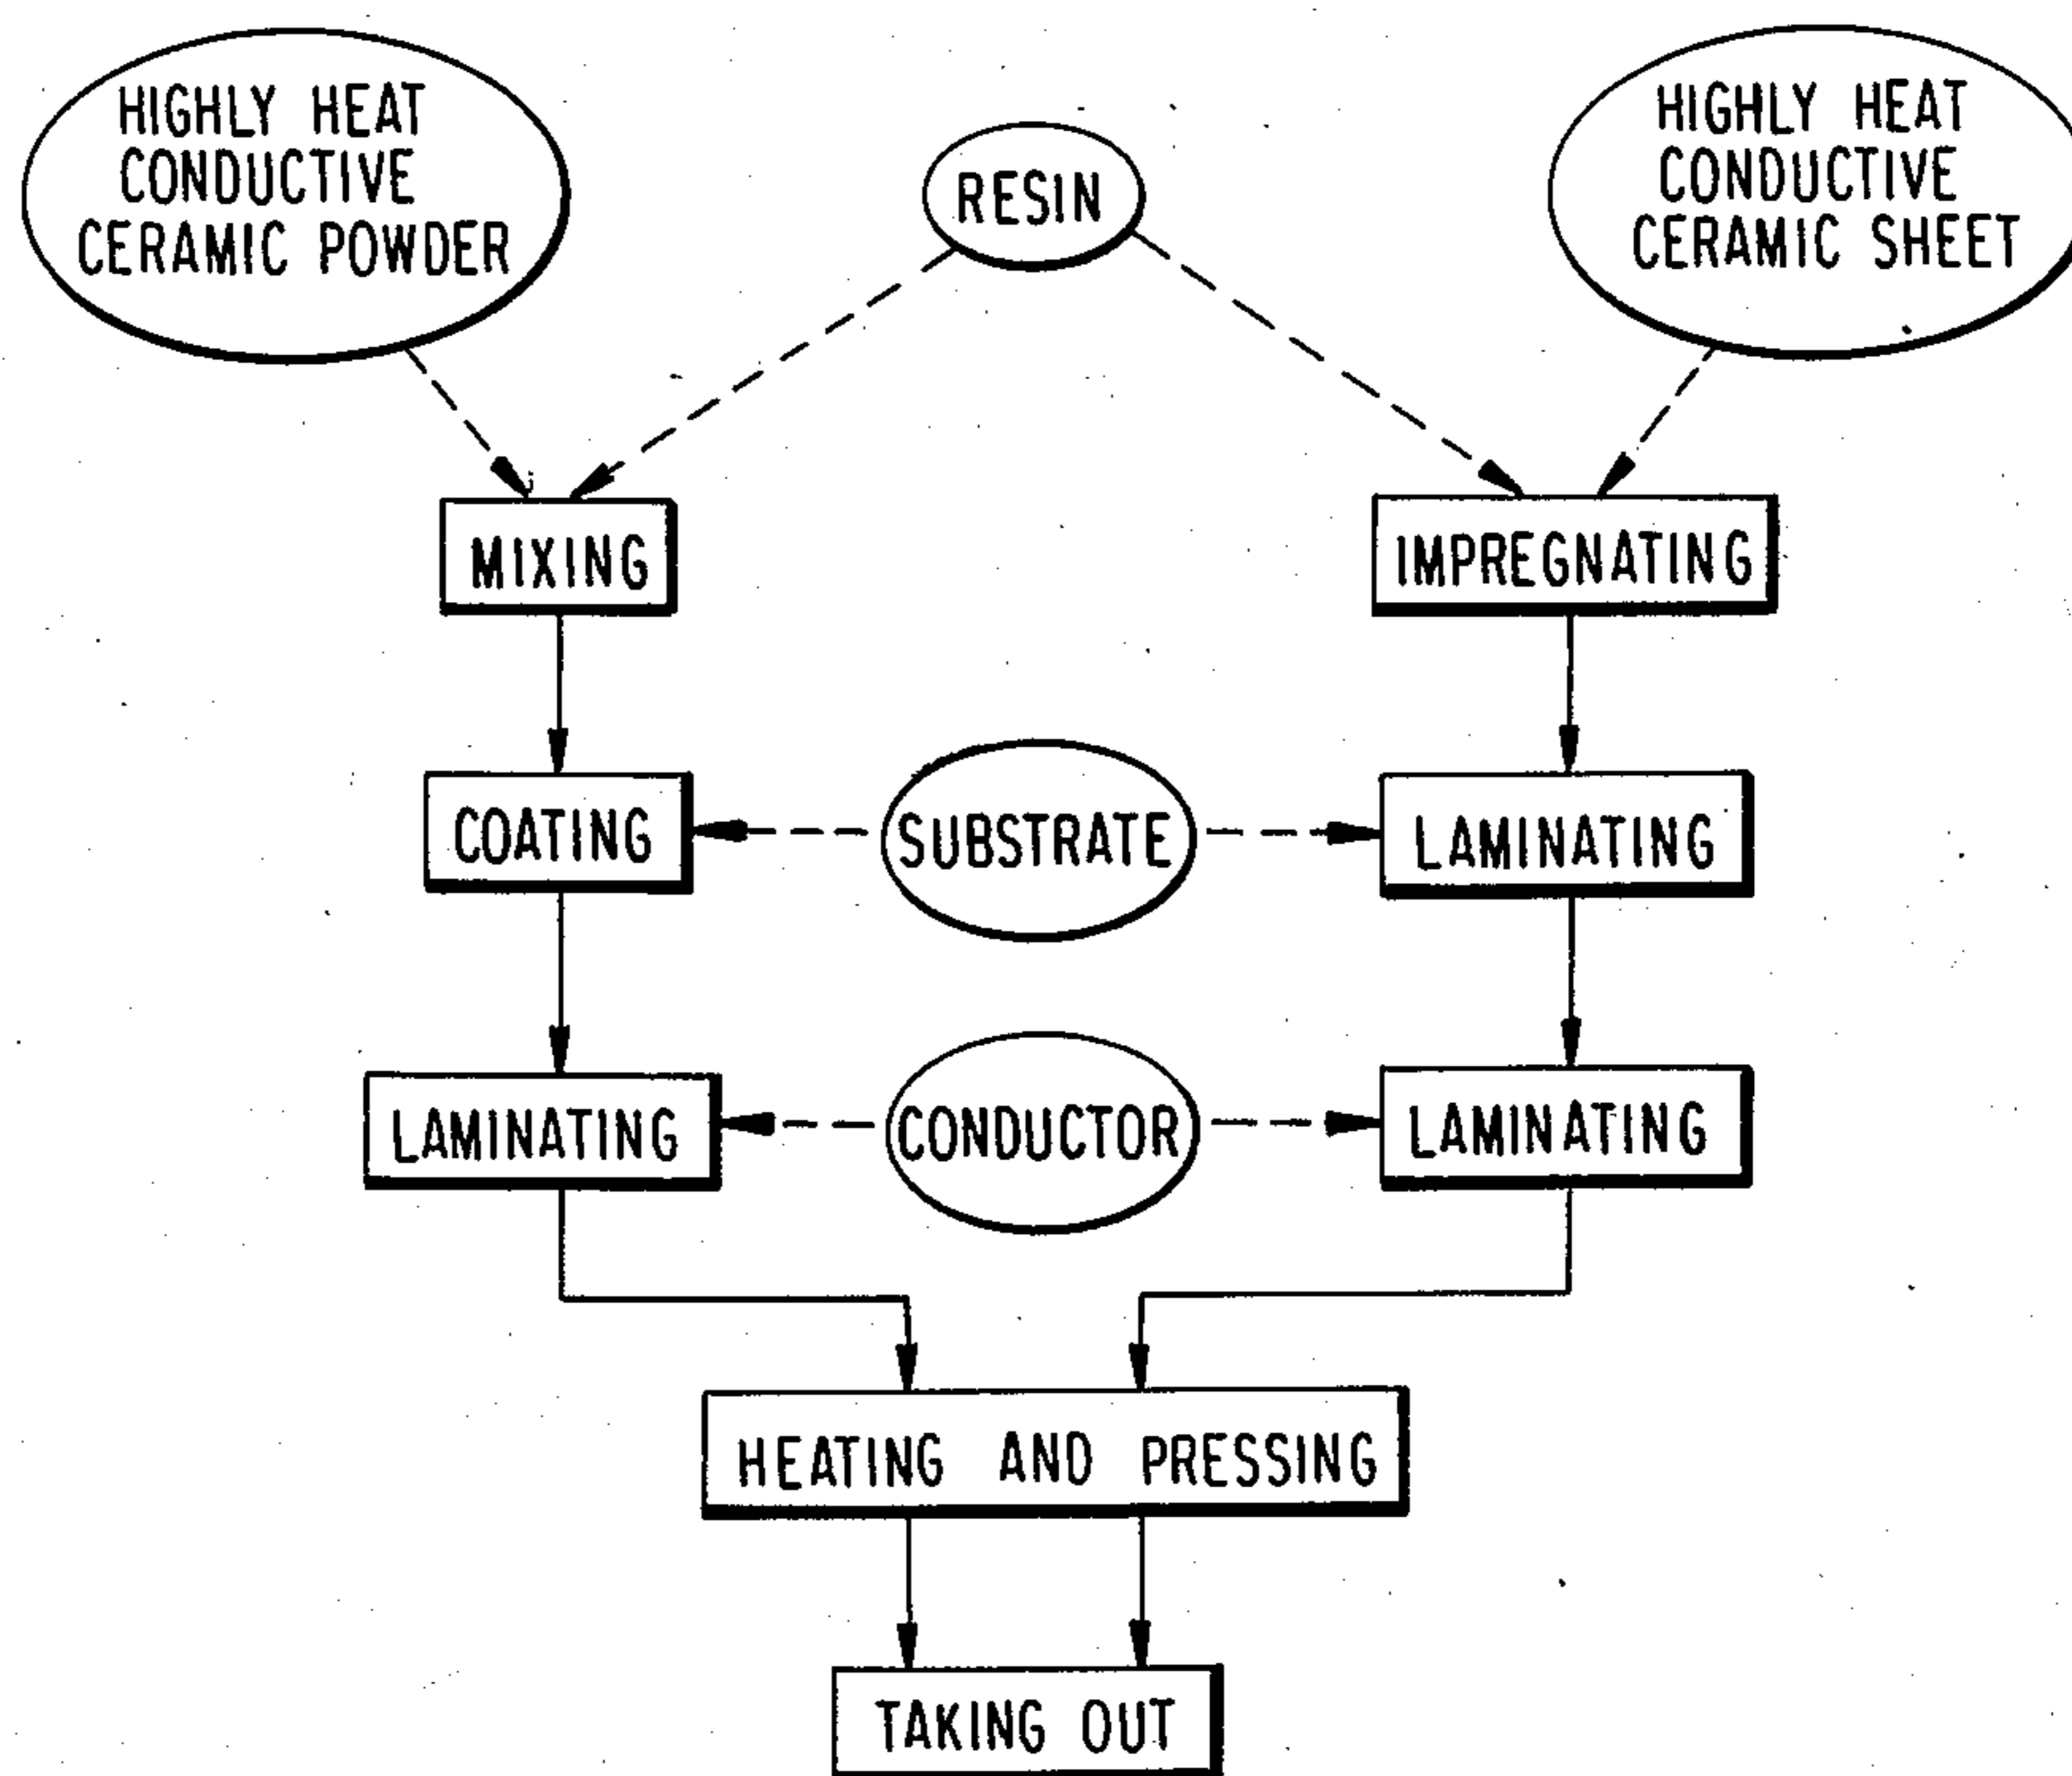 HIGHLY HEAT
CONDUCTIVE
CERAMIC POWDER
RESIN
HIGHLY HEAT
CONDUCTIVE
CERAMIC SHEET
MIXING
IMPREGNATING
COATING
SUBSTRATE
LAMINATING
LAMINATING
CONDUCTOR
LAMINATING
HEATING AND PRESSING
TAKING OUT